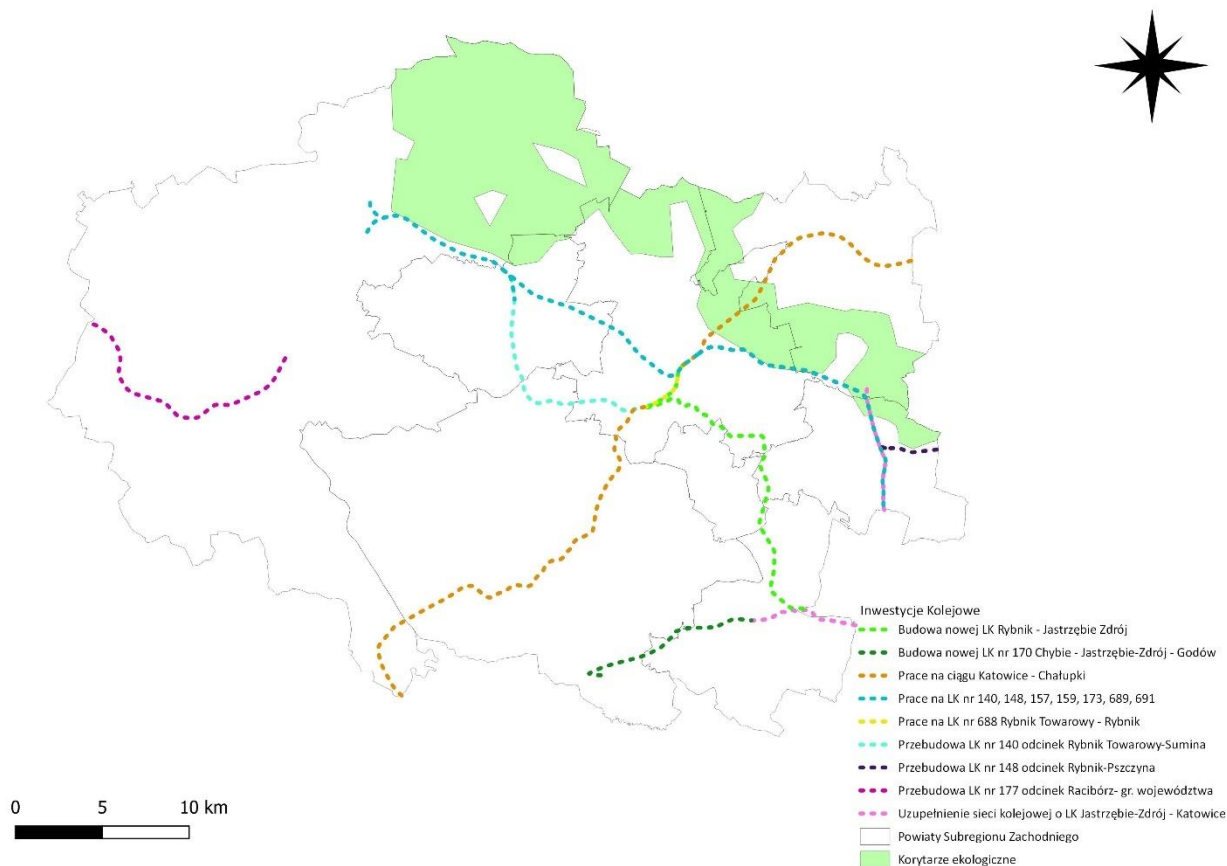 Inwestycje Kolejowe
Budowa nowej LK Rybnik - Jastrzębie Zdrój
Budowa nowej LK nr 170 Chybie - Jastrzębie-Zdrój - Godów
Prace na ciągu Katowice - Chałupki
Prace na LK nr 140, 148, 157, 159, 173, 689, 691
Prace na LK nr 688 Rybnik Towarowy - Rybnik
Przebudowa LK nr 140 odcinek Rybnik Towarowy-Sumina
Przebudowa LK nr 148 odcinek Rybnik-Pszczyna
Przebudowa LK nr 177 odcinek Racibórz- gr. województwa
Uzupełnienie sieci kolejowej o LK Jastrzębie-Zdrój - Katowice
Powiaty Subregionu Zachodniego
Korytarze ekologiczne
0 5 10 km